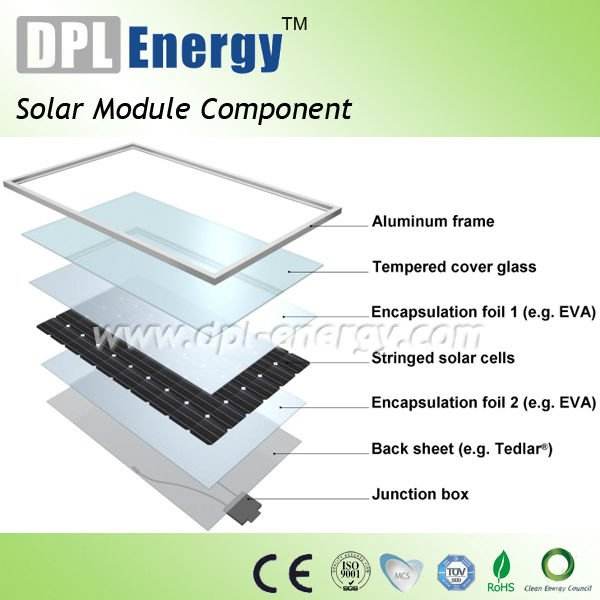 DPL Energy™
Solar Module Component
Aluminum frame
Tempered cover glass
Encapsulation foil 1 (e.g. EVA)
www.dpl-energy.com
Stringed solar cells
Encapsulation foil 2 (e.g. EVA)
Back sheet (e.g. Tedlar®)
Junction box
CE
ISO
9001
MCS
TÜV
RoHS
Clean Energy Council